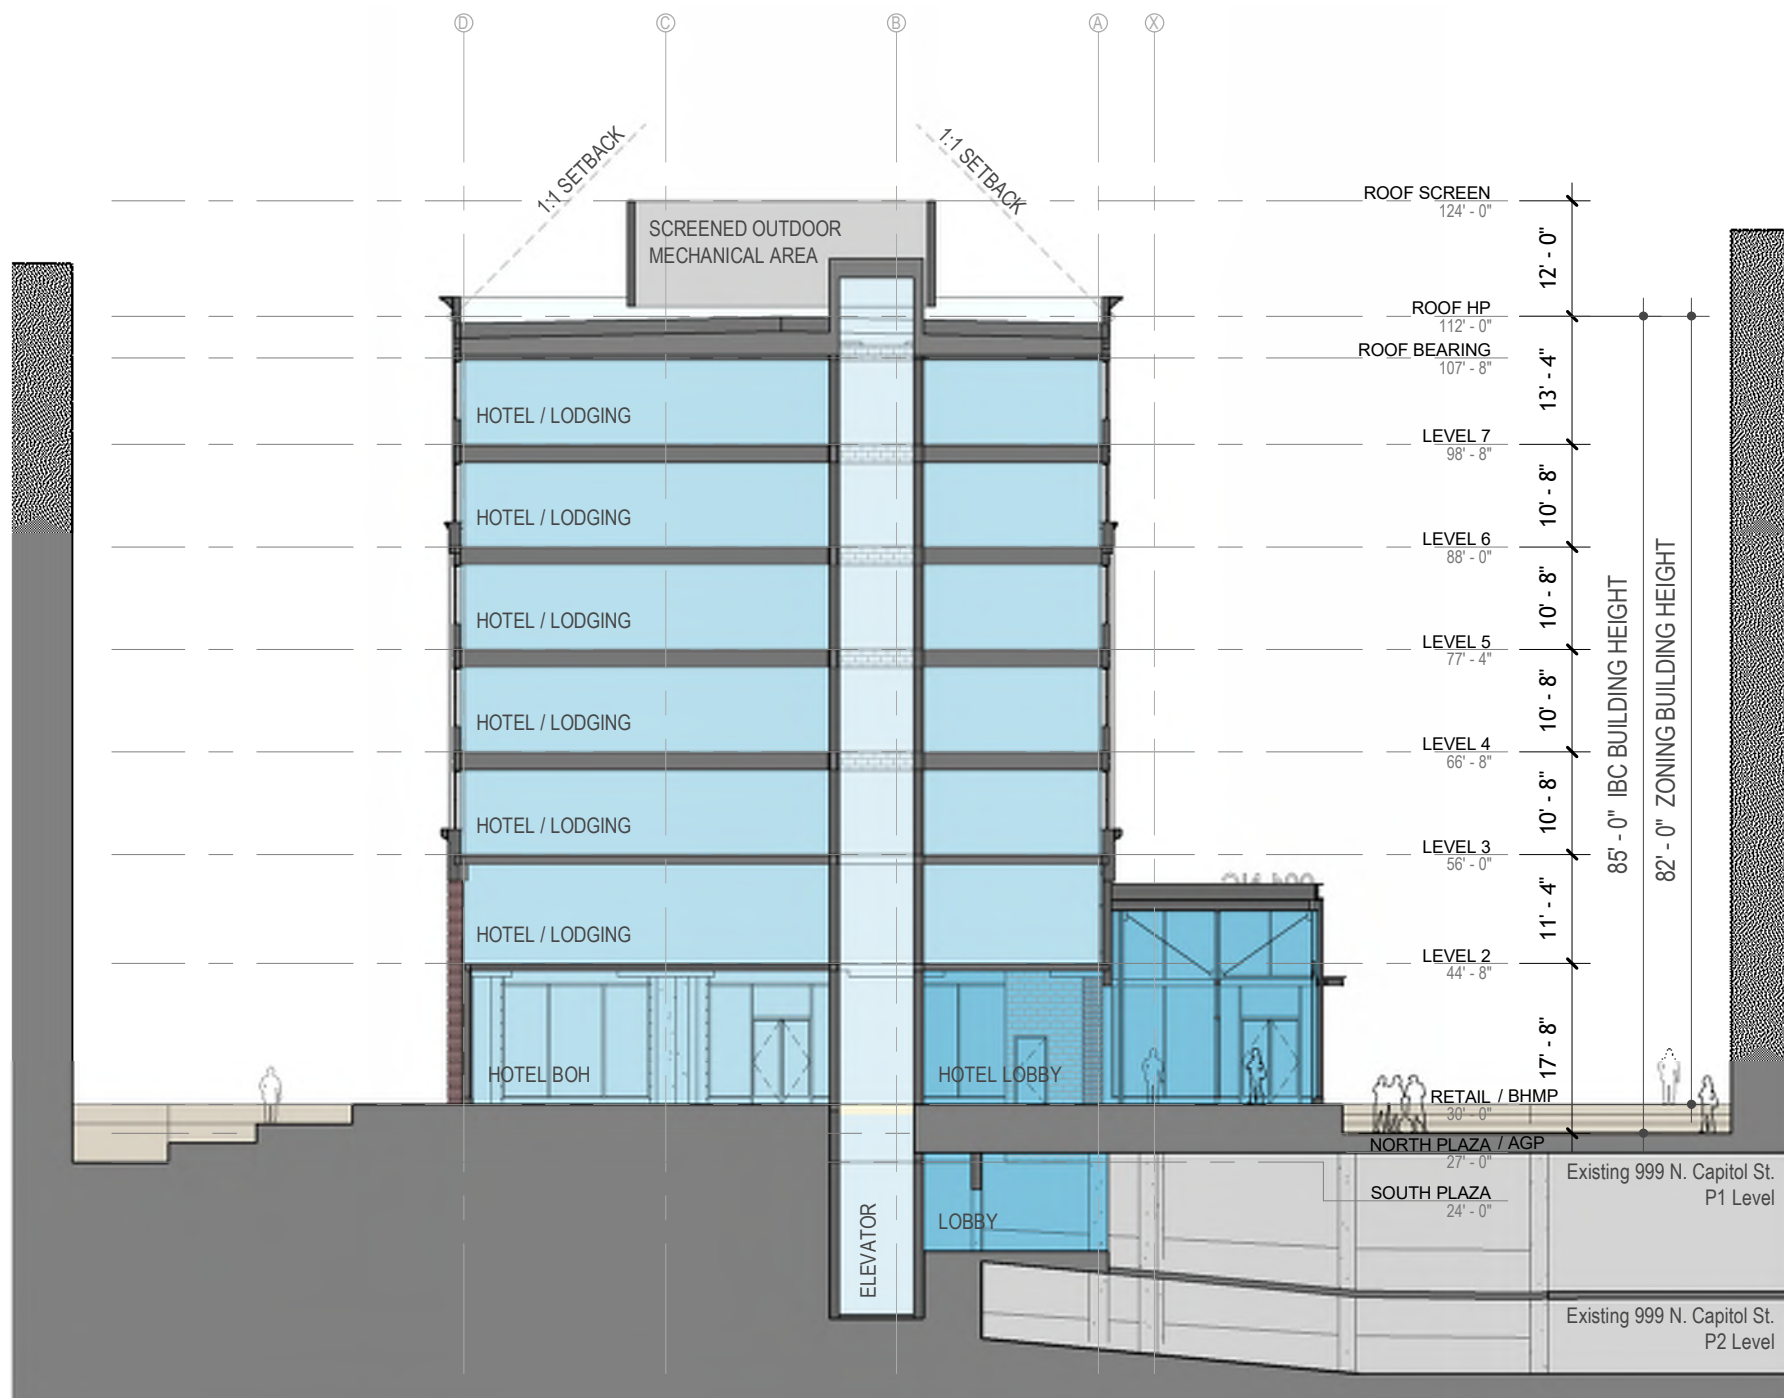 D
C
B
A
X
1:1 SETBACK
1:1 SETBACK
SCREENED OUTDOOR
MECHANICAL AREA
HOTEL / LODGING
HOTEL / LODGING
HOTEL / LODGING
HOTEL / LODGING
HOTEL / LODGING
HOTEL / LODGING
HOTEL BOH
HOTEL LOBBY
ELEVATOR
LOBBY
ROOF SCREEN
124' - 0"
12' - 0"
ROOF HP
112' - 0"
ROOF BEARING
107' - 8"
13' - 4"
LEVEL 7
98' - 8"
10' - 8"
LEVEL 6
88' - 0"
10' - 8"
LEVEL 5
77' - 4"
10' - 8"
LEVEL 4
66' - 8"
10' - 8"
LEVEL 3
56' - 0"
11' - 4"
LEVEL 2
44' - 8"
17' - 8"
RETAIL / BHMP
30' - 0"
NORTH PLAZA / AGP
27' - 0"
SOUTH PLAZA
24' - 0"
85' - 0" IBC BUILDING HEIGHT
82' - 0" ZONING BUILDING HEIGHT
Existing 999 N. Capitol St.
P1 Level
Existing 999 N. Capitol St.
P2 Level